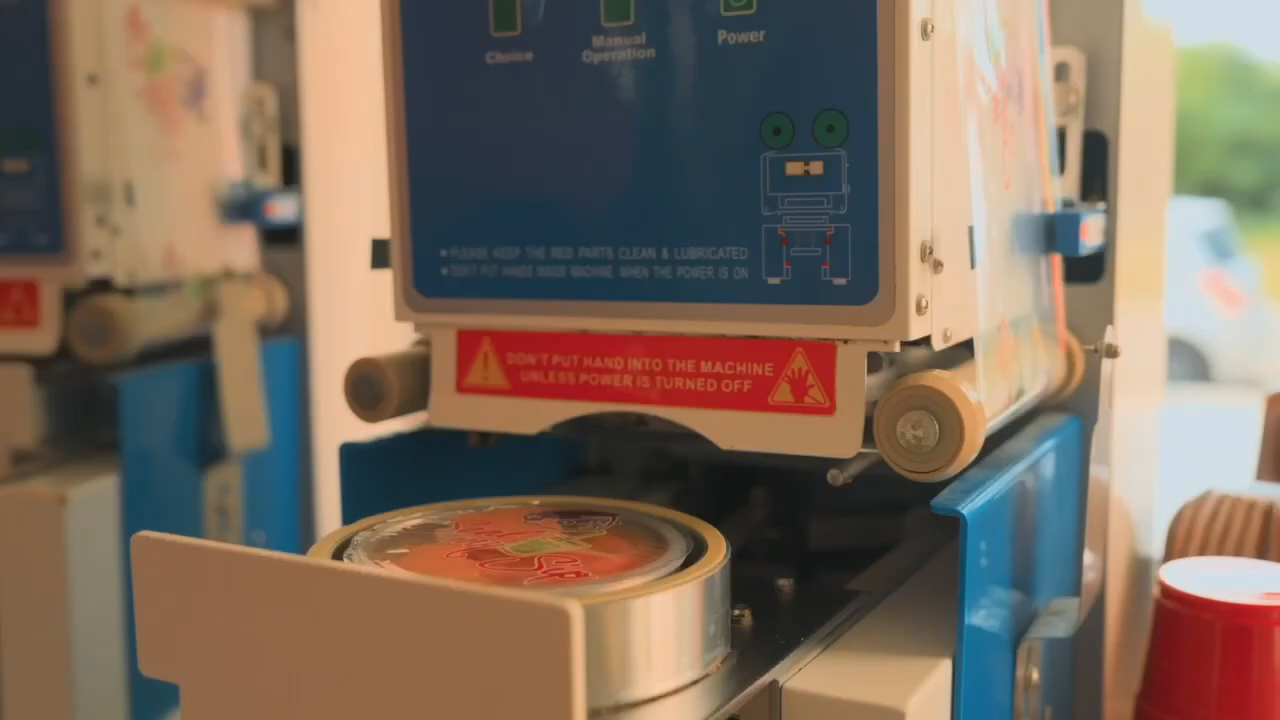 Choice
Manual
Operation
Power
• PLEASE KEEP THE RED PARTS CLEAN & LUBRICATED
• DON'T PUT HANDS INSIDE MACHINE WHEN THE POWER IS ON
DON'T PUT HAND INTO THE MACHINE
UNLESS POWER IS TURNED OFF
Sip